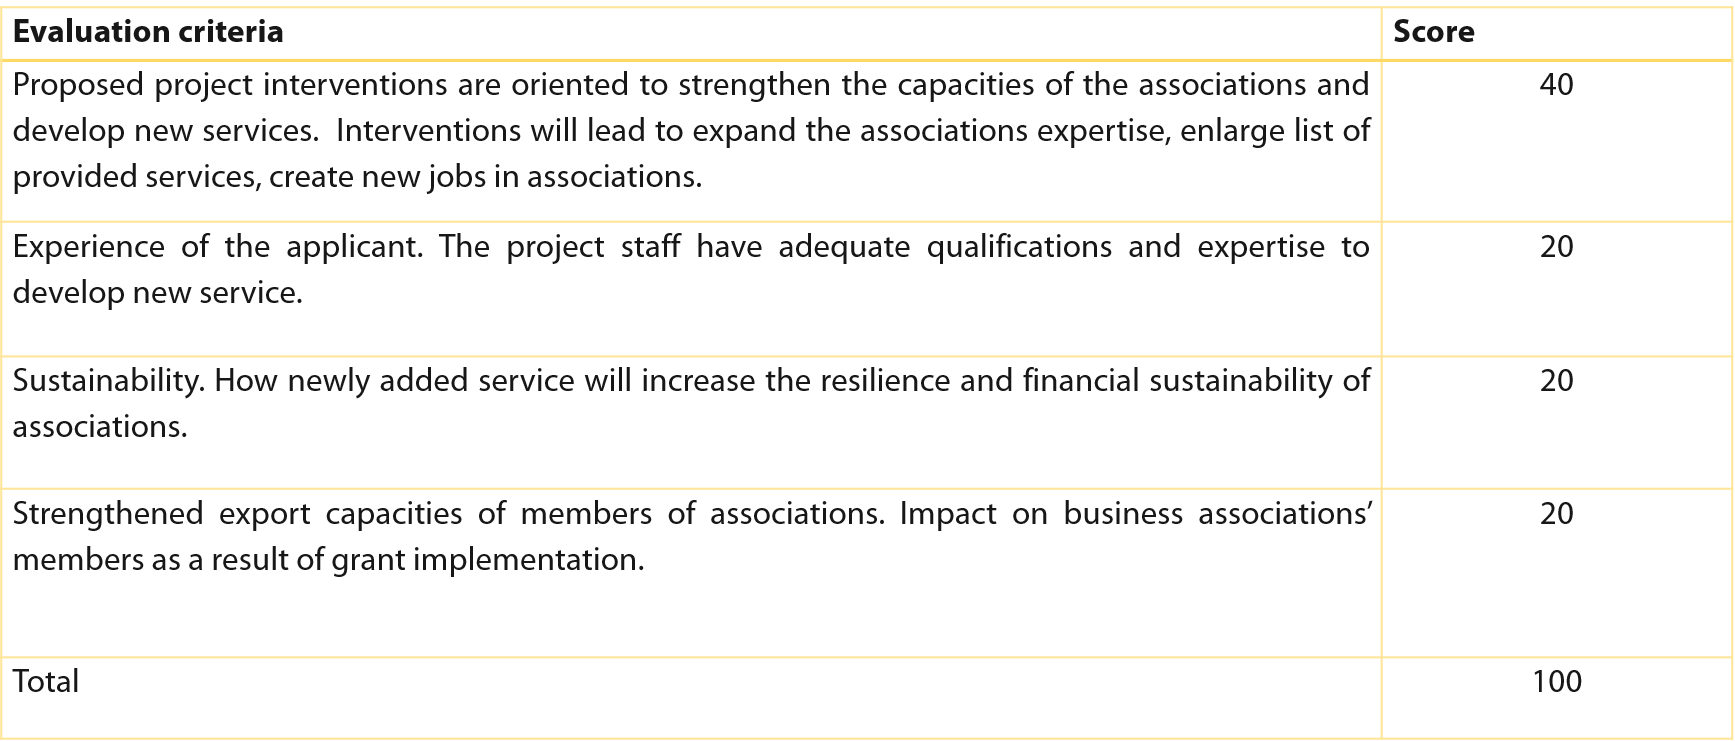 Evaluation criteria Score
Proposed project interventions are oriented to strengthen the capacities of the associations and 40
develop new services.  Interventions will lead to expand the associations expertise, enlarge list of
provided services, create new jobs in associations.
Experience of the applicant. The project staff have adequate qualifications and expertise to 20
develop new service.
Sustainability. How newly added service will increase the resilience and financial sustainability of 20
associations.
Strengthened export capacities of members of associations. Impact on business associations’ 20
members as a result of grant implementation.
Total 100